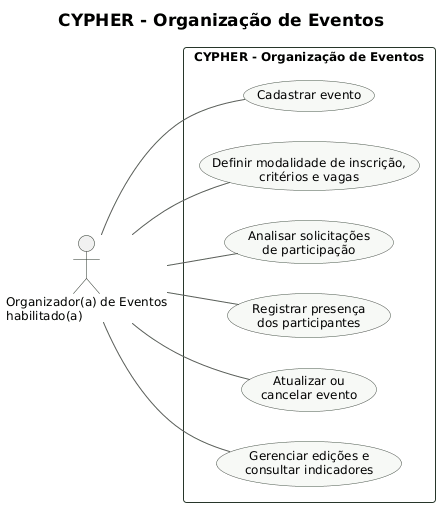 CYPHER - Organização de Eventos
CYPHER - Organização de Eventos
Cadastrar evento
Definir modalidade de inscrição,
critérios e vagas
Analisar solicitações
de participação
Organizador(a) de Eventos
habilitado(a)
Registrar presença
dos participantes
Atualizar ou
cancelar evento
Gerenciar edições e
consultar indicadores